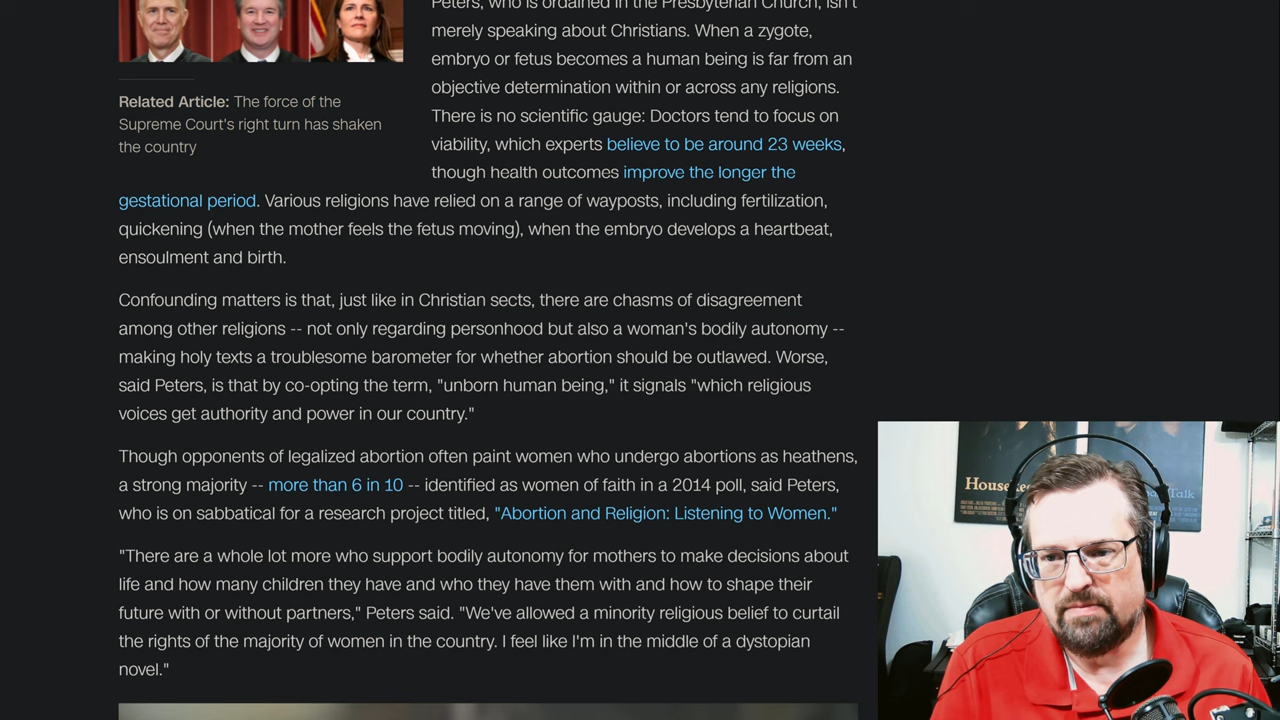 Peters, who is ordained in the Presbyterian Church, isn't
merely speaking about Christians. When a zygote,
embryo or fetus becomes a human being is far from an
objective determination within or across any religions.
There is no scientific gauge: Doctors tend to focus on
viability, which experts believe to be around 23 weeks,
though health outcomes improve the longer the
gestational period. Various religions have relied on a range of wayposts, including fertilization,
quickening (when the mother feels the fetus moving), when the embryo develops a heartbeat,
ensoulment and birth.
Related Article: The force of the
Supreme Court's right turn has shaken
the country
Confounding matters is that, just like in Christian sects, there are chasms of disagreement
among other religions -- not only regarding personhood but also a woman's bodily autonomy --
making holy texts a troublesome barometer for whether abortion should be outlawed. Worse,
said Peters, is that by co-opting the term, "unborn human being," it signals "which religious
voices get authority and power in our country."
Though opponents of legalized abortion often paint women who undergo abortions as heathens,
a strong majority -- more than 6 in 10 -- identified as women of faith in a 2014 poll, said Peters,
who is on sabbatical for a research project titled, "Abortion and Religion: Listening to Women."
"There are a whole lot more who support bodily autonomy for mothers to make decisions about
life and how many children they have and who they have them with and how to shape their
future with or without partners," Peters said. "We've allowed a minority religious belief to curtail
the rights of the majority of women in the country. I feel like I'm in the middle of a dystopian
novel."
Talk